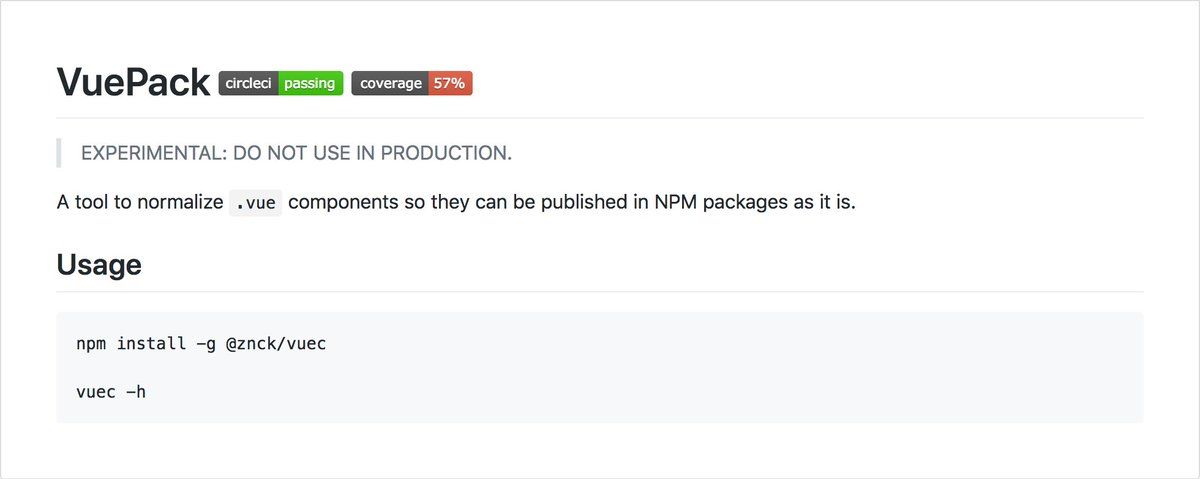 VuePack circleci passing coverage 57%
EXPERIMENTAL: DO NOT USE IN PRODUCTION.
A tool to normalize .vue components so they can be published in NPM packages as it is.
Usage
npm install -g @znck/vuec
vuec -h